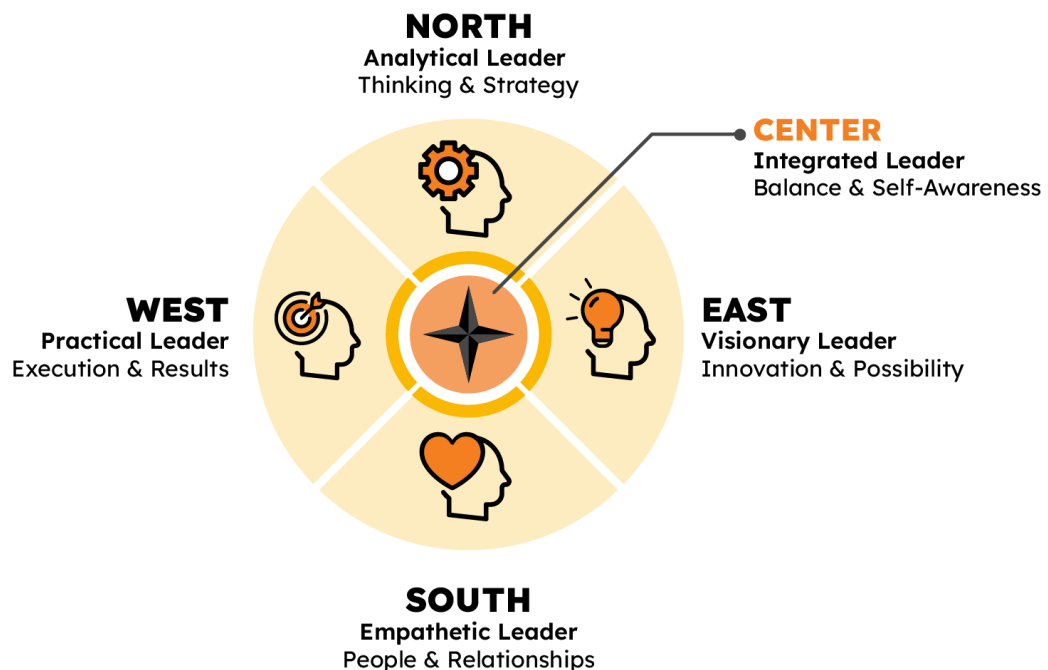 NORTH
Analytical Leader
Thinking & Strategy
CENTER
Integrated Leader
Balance & Self-Awareness
WEST
Practical Leader
Execution & Results
EAST
Visionary Leader
Innovation & Possibility
SOUTH
Empathetic Leader
People & Relationships